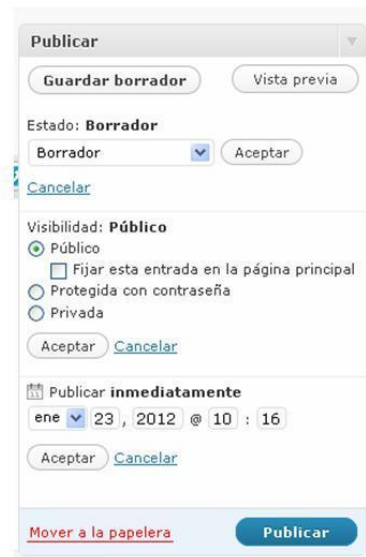 Publicar
Guardar borrador Vista previa
Estado: Borrador
Borrador Aceptar
Cancelar
Visibilidad: Público
Público
Fijar esta entrada en la página principal
Protegida con contraseña
Privada
Aceptar Cancelar
Publicar inmediatamente
ene 23 , 2012 @ 10 : 16
Aceptar Cancelar
Mover a la papelera Publicar